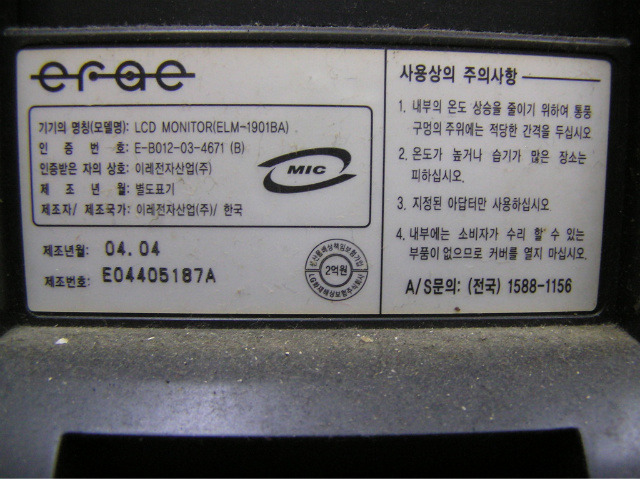 erae
기기의 명칭(모델명): LCD MONITOR(ELM-1901BA)
인 증 번 호: E-B012-03-4671 (B)
인증받은 자의 상호: 이레전자산업(주)
제 조 년 월: 별도표기
제조자/ 제조국가: 이레전자산업(주)/ 한국
MIC
제조년월: 04.04
제조번호: E04405187A
2억원
사용상의 주의사항
1. 내부의 온도 상승을 줄이기 위하여 통풍
구멍의 주위에는 적당한 간격을 두십시오
2. 온도가 높거나 습기가 많은 장소는
피하십시오.
3. 지정된 아답터만 사용하십시오
4. 내부에는 소비자가 수리 할 수 있는
부품이 없으므로 커버를 열지 마십시오.
A/S문의: (전국) 1588-1156